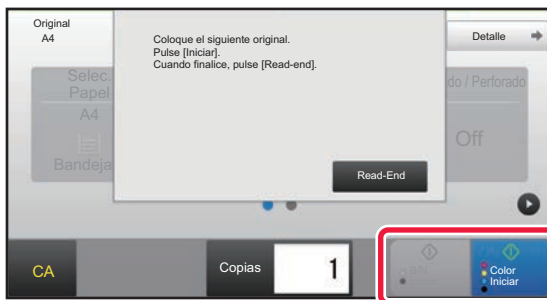 Original
A4
Detalle
Coloque el siguiente original.
Pulse [Iniciar].
Cuando finalice, pulse [Read-end].
Selec.
Papel
A4
Bandeja
do / Perforado
Off
Read-End
CA
Copias
1
B/N
Color
Iniciar